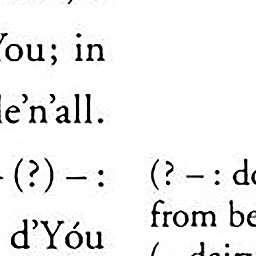 You; in
le'n'all.
– (?) – :
d'Yóu
(? – : do
from be